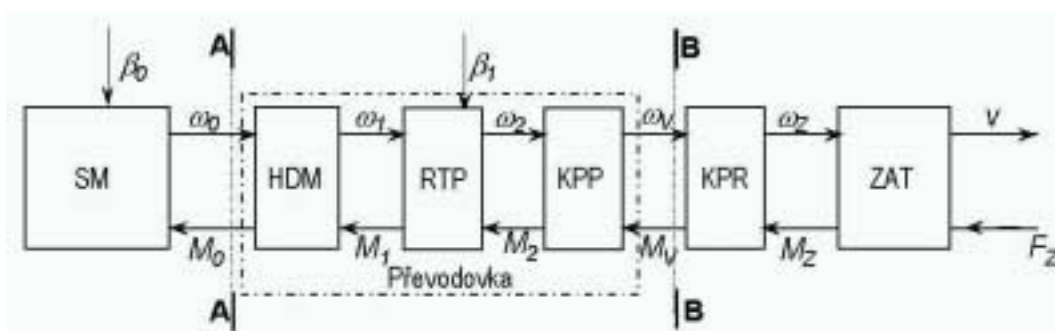 A B
β0 β1
ω0 ω1 ω2 ωV ωZ v
SM HDM RTP KPP KPR ZAT
M0 M1 M2 MV MZ FZ
Převodovka
A B